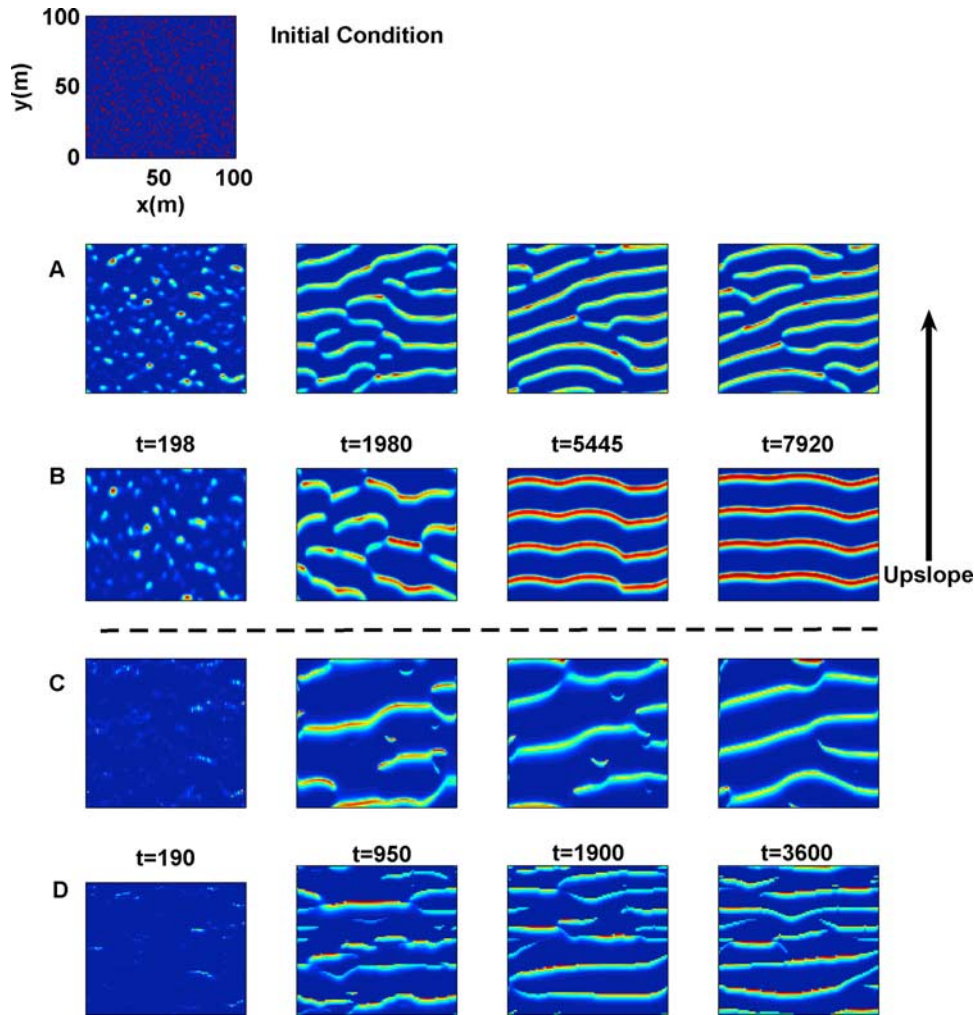 100
Initial Condition
y(m)
50
0
50 100
x(m)
A
t=198 t=1980 t=5445 t=7920
B
Upslope
C
t=190 t=950 t=1900 t=3600
D